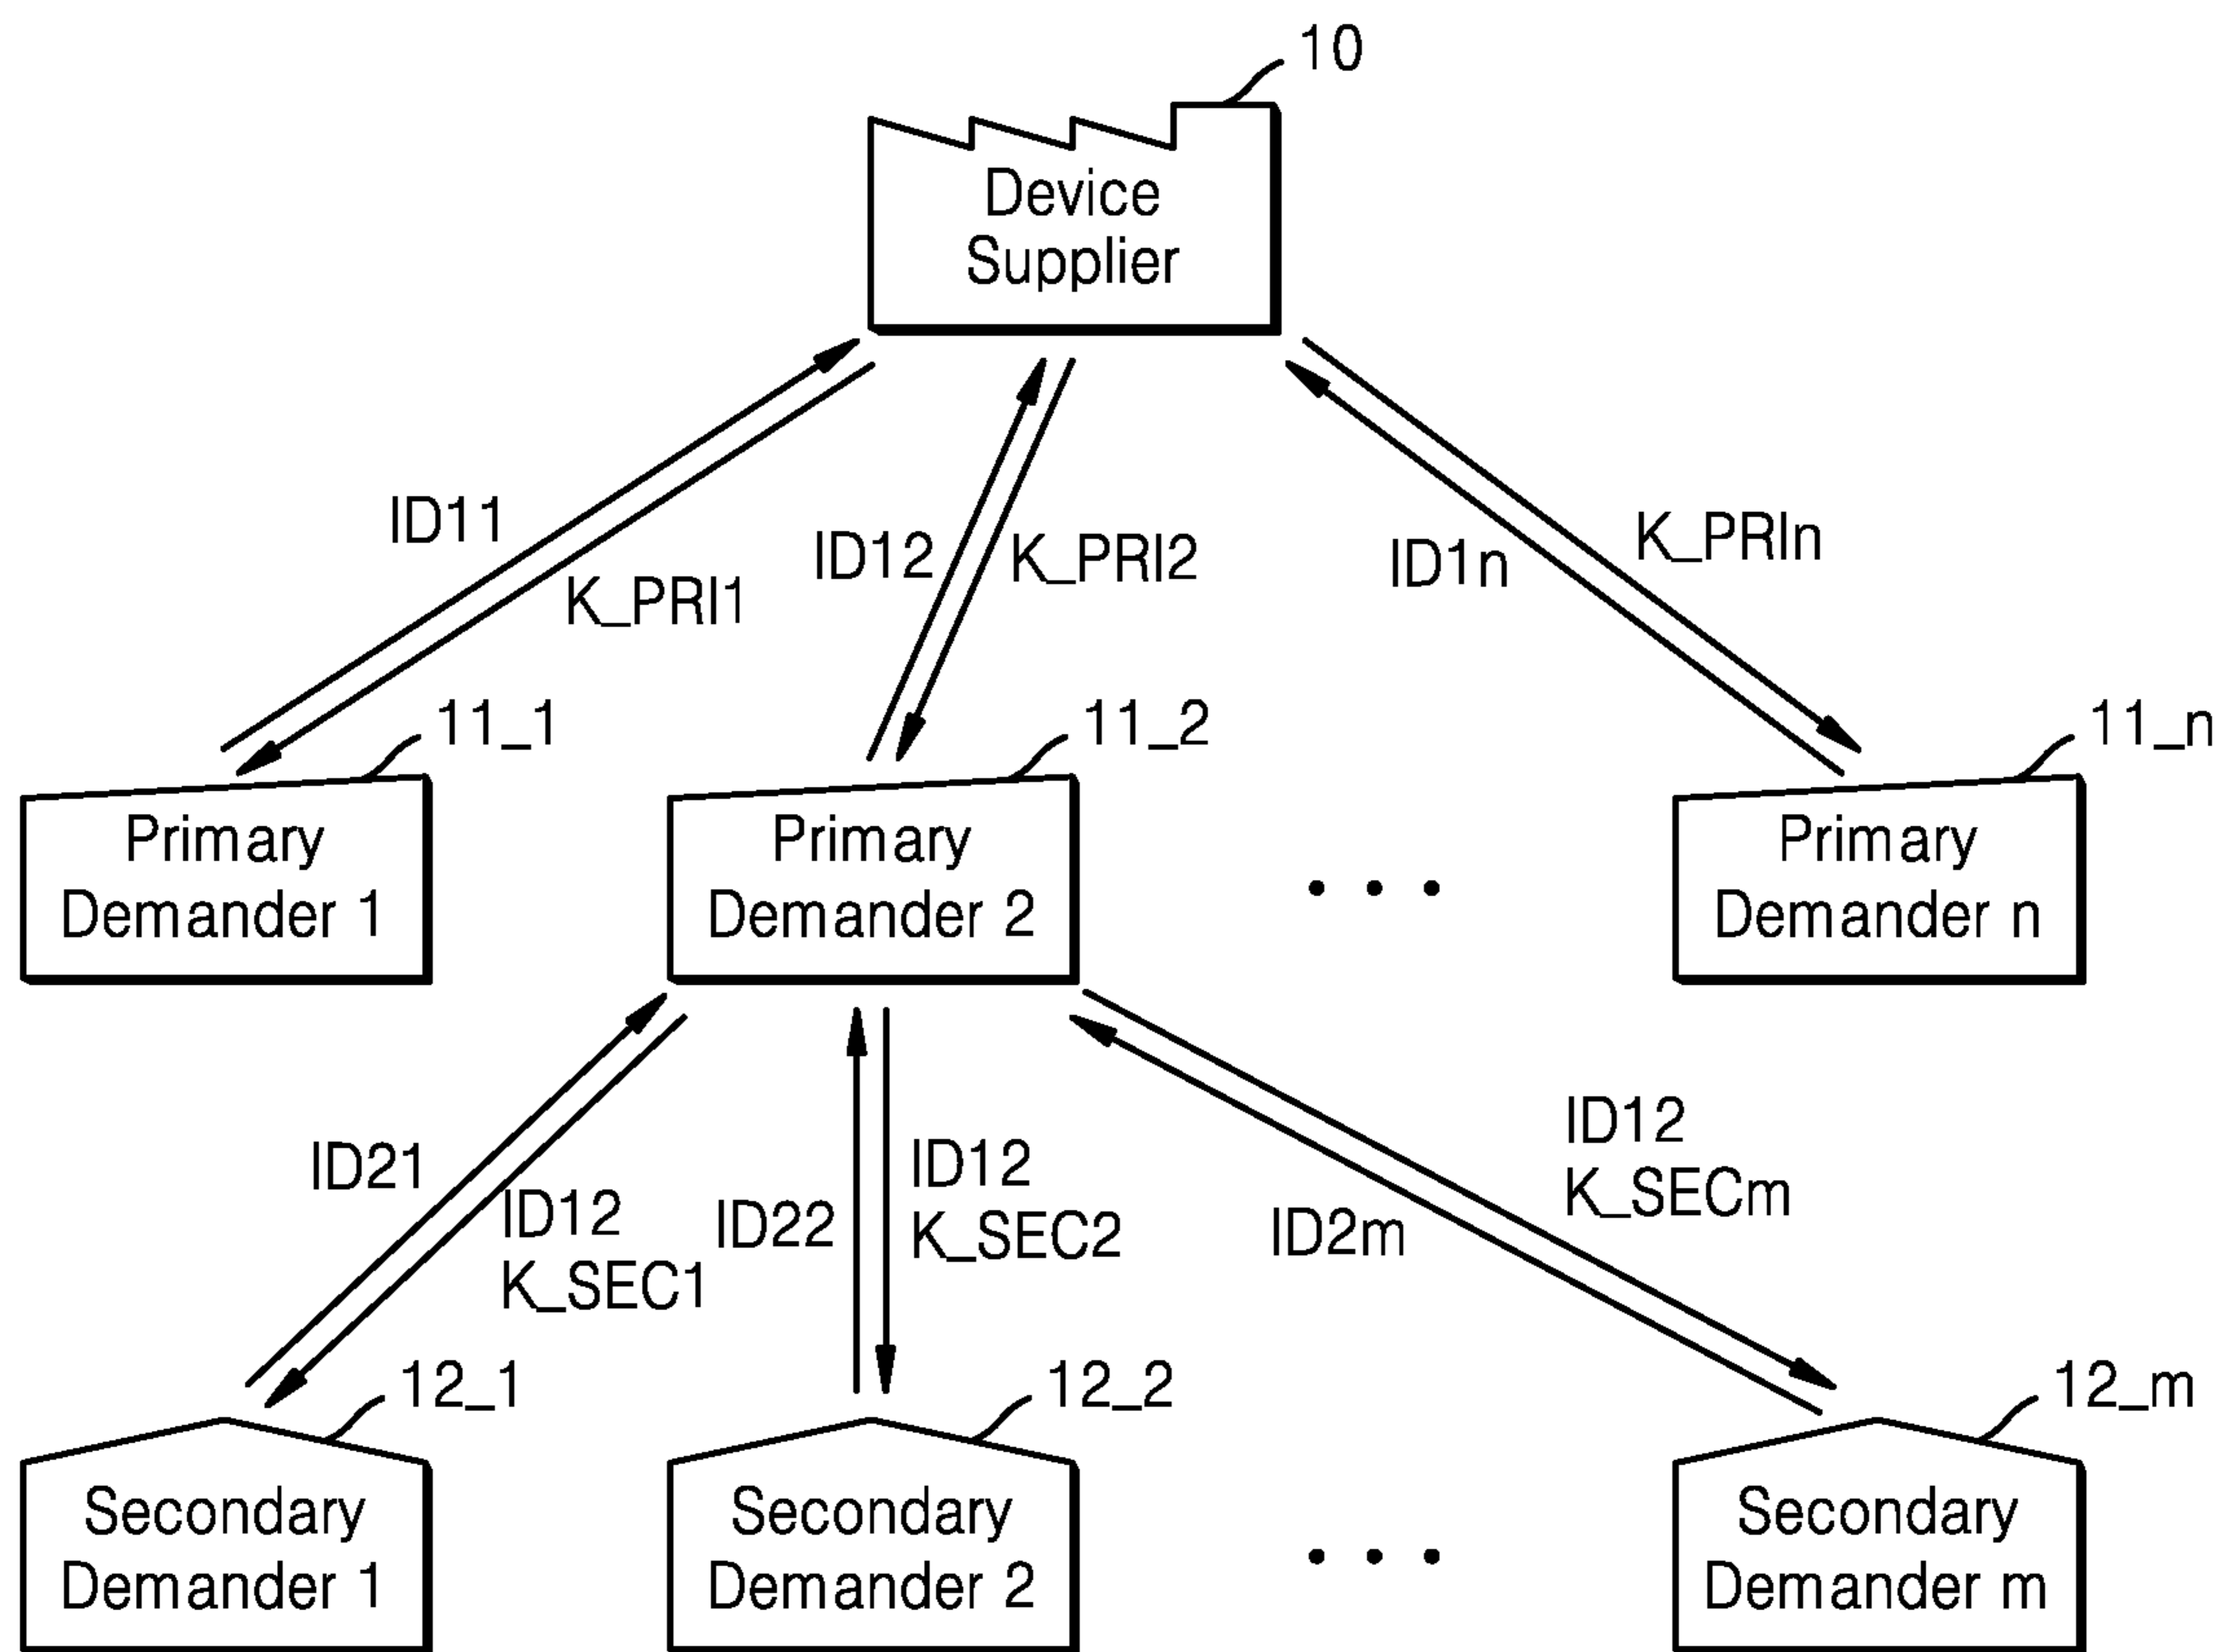 10
Device
Supplier
ID11
K_PRI1
ID12
K_PRI2
ID1n
K_PRIn
11_1
11_2
11_n
Primary
Demander 1
Primary
Demander 2
. . .
Primary
Demander n
ID21
ID12
K_SEC1
ID22
ID12
K_SEC2
ID2m
ID12
K_SECm
12_1
12_2
12_m
Secondary
Demander 1
Secondary
Demander 2
. . .
Secondary
Demander m